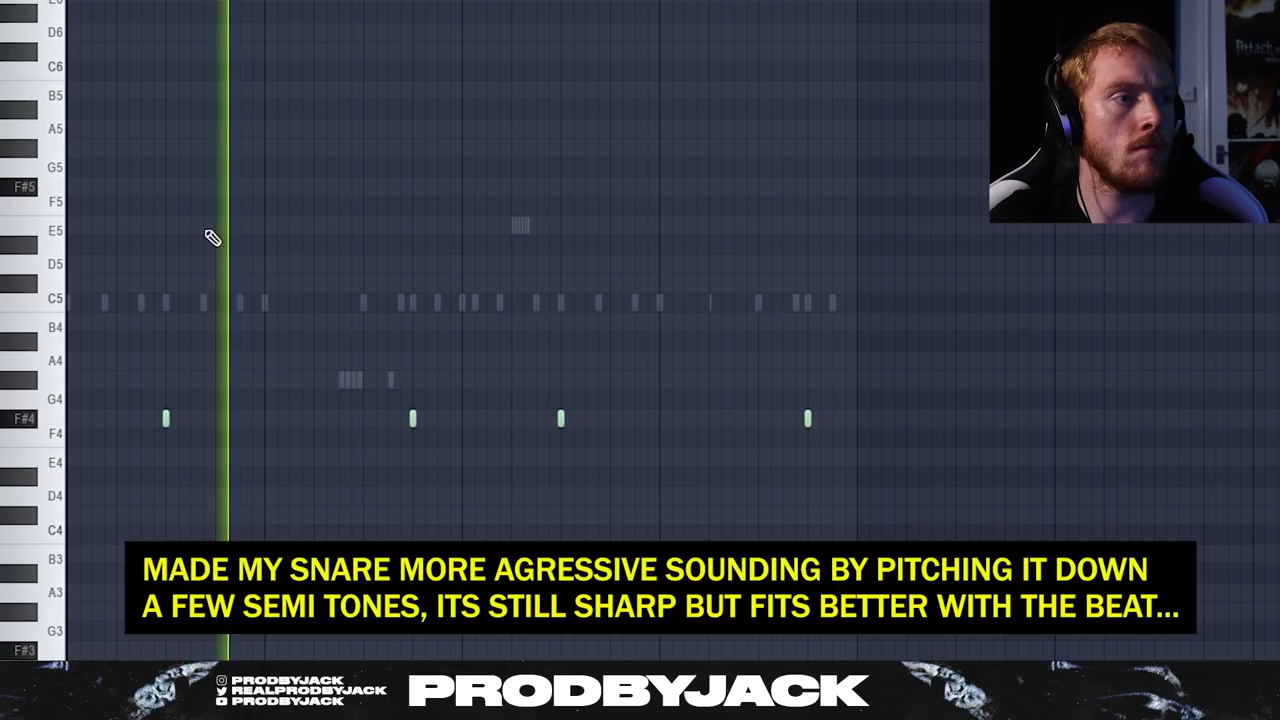 D6
C6
B5
A5
G5
F#5
F5
E5
D5
C5
B4
A4
G4
F#4
F4
E4
D4
C4
B3
A3
G3
F#3
MADE MY SNARE MORE AGRESSIVE SOUNDING BY PITCHING IT DOWN
A FEW SEMI TONES, ITS STILL SHARP BUT FITS BETTER WITH THE BEAT...
PRODBYJACK
REALPRODBYJACK
PRODBYJACK
PRODBYJACK